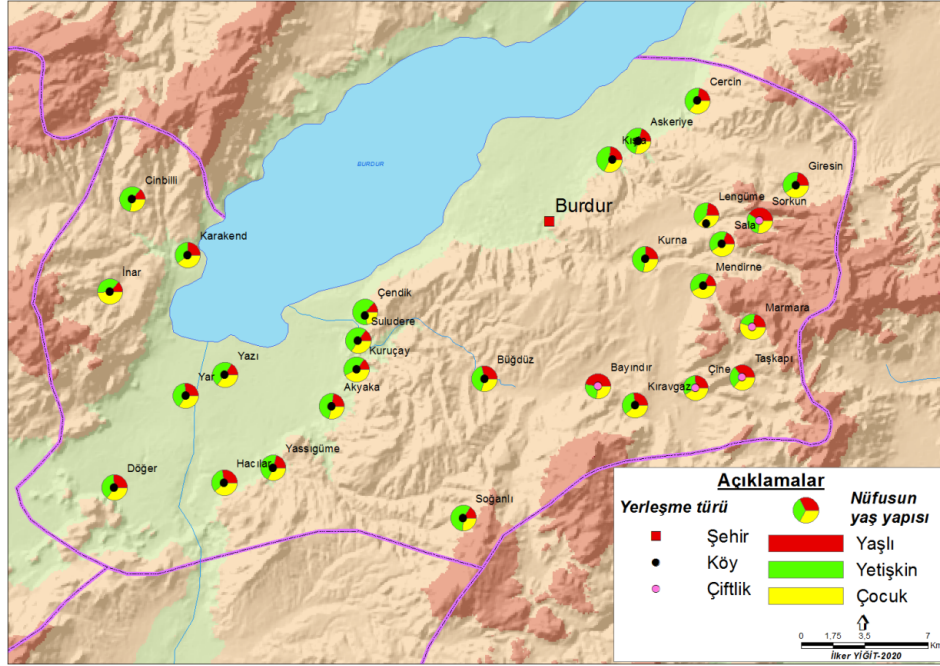 Cercin
Askeriye
Kışla
Giresin
Cinbilli
Lengüme
Sorkun
Burdur
Sala
Karakend
Kurna
Mendirne
İnar
Çendik
Suludere
Marmara
Kuruçay
Yazı
Büğdüz
Bayındır
Çine
Taşkapı
Yar
Akyaka
Kıravgaz
Yassıgüme
Döğer
Hacılar
Soğanlı
BURDUR
Açıklamalar
Yerleşme türü
Şehir
Köy
Çiftlik
Nüfusun
yaş yapısı
Yaşlı
Yetişkin
Çocuk
0 1,75 3,5 7
Km
İlker YİĞİT-2020